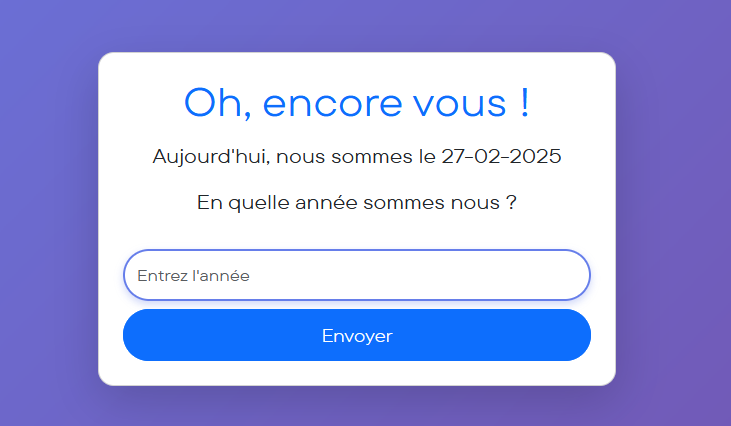 Oh, encore vous !
Aujourd'hui, nous sommes le 27-02-2025
En quelle année sommes nous ?
Entrez l'année
Envoyer